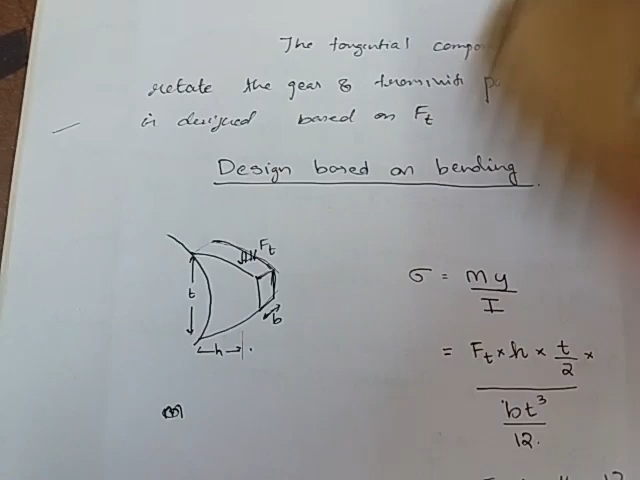 The tangential
rotate the gear & transmit
is designed based on Ft
Design based on bending.
Ft
t
b
h
σ = my / I
= Ft × h × t/2 ×
bt³ / 12.